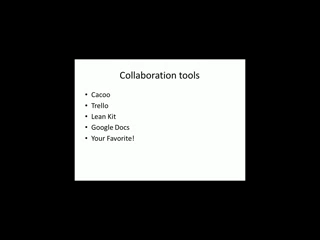 Collaboration tools
• Cacoo
• Trello
• Lean Kit
• Google Docs
• Your Favorite!